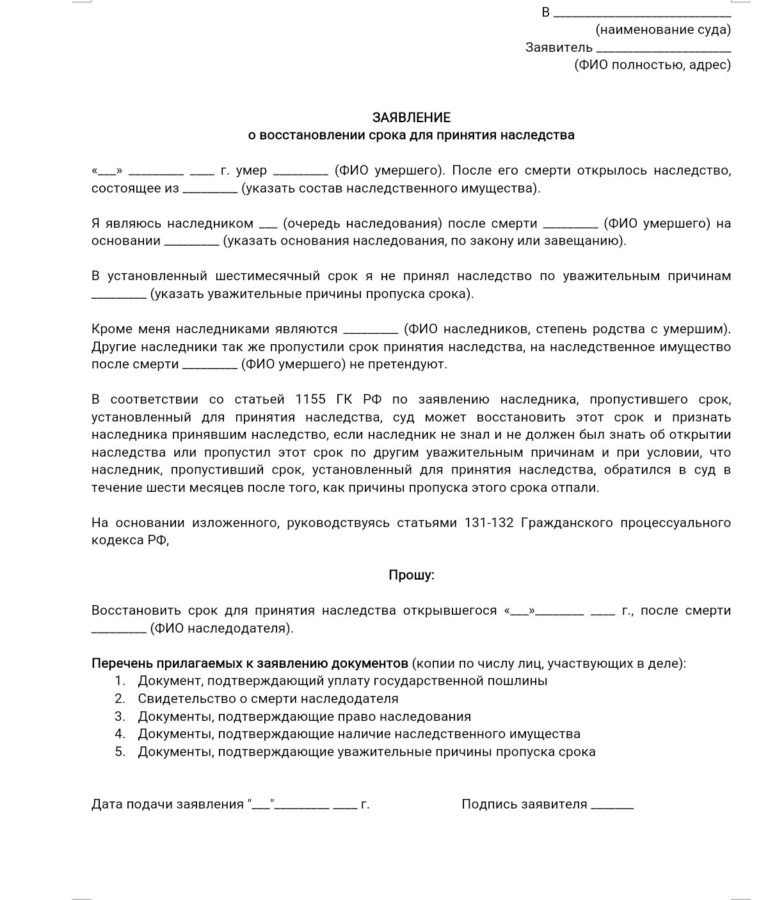 В ____________________________
(наименование суда)
Заявитель _____________________
(ФИО полностью, адрес)
ЗАЯВЛЕНИЕ
о восстановлении срока для принятия наследства
«___» _________ ____ г. умер _________ (ФИО умершего). После его смерти открылось наследство,
состоящее из _________ (указать состав наследственного имущества).
Я являюсь наследником ___ (очередь наследования) после смерти _________ (ФИО умершего) на
основании _________ (указать основания наследования, по закону или завещанию).
В установленный шестимесячный срок я не принял наследство по уважительным причинам
_________ (указать уважительные причины пропуска срока).
Кроме меня наследниками являются _________ (ФИО наследников, степень родства с умершим).
Другие наследники так же пропустили срок принятия наследства, на наследственное имущество
после смерти _________ (ФИО умершего) не претендуют.
В соответствии со статьей 1155 ГК РФ по заявлению наследника, пропустившего срок,
установленный для принятия наследства, суд может восстановить этот срок и признать
наследника принявшим наследство, если наследник не знал и не должен был знать об открытии
наследства или пропустил этот срок по другим уважительным причинам и при условии, что
наследник, пропустивший срок, установленный для принятия наследства, обратился в суд в
течение шести месяцев после того, как причины пропуска этого срока отпали.
На основании изложенного, руководствуясь статьями 131-132 Гражданского процессуального
кодекса РФ,
Прошу:
Восстановить срок для принятия наследства открывшегося «___»________ ____ г., после смерти
_________ (ФИО наследодателя).
Перечень прилагаемых к заявлению документов (копии по числу лиц, участвующих в деле):
1. Документ, подтверждающий уплату государственной пошлины
2. Свидетельство о смерти наследодателя
3. Документы, подтверждающие право наследования
4. Документы, подтверждающие наличие наследственного имущества
5. Документы, подтверждающие уважительные причины пропуска срока
Дата подачи заявления "___"_________ ____ г. Подпись заявителя _______